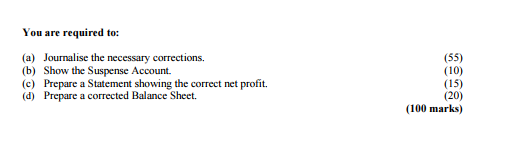 You are required to:
(a) Journalise the necessary corrections. (55)
(b) Show the Suspense Account. (10)
(c) Prepare a Statement showing the correct net profit. (15)
(d) Prepare a corrected Balance Sheet. (20)
(100 marks)